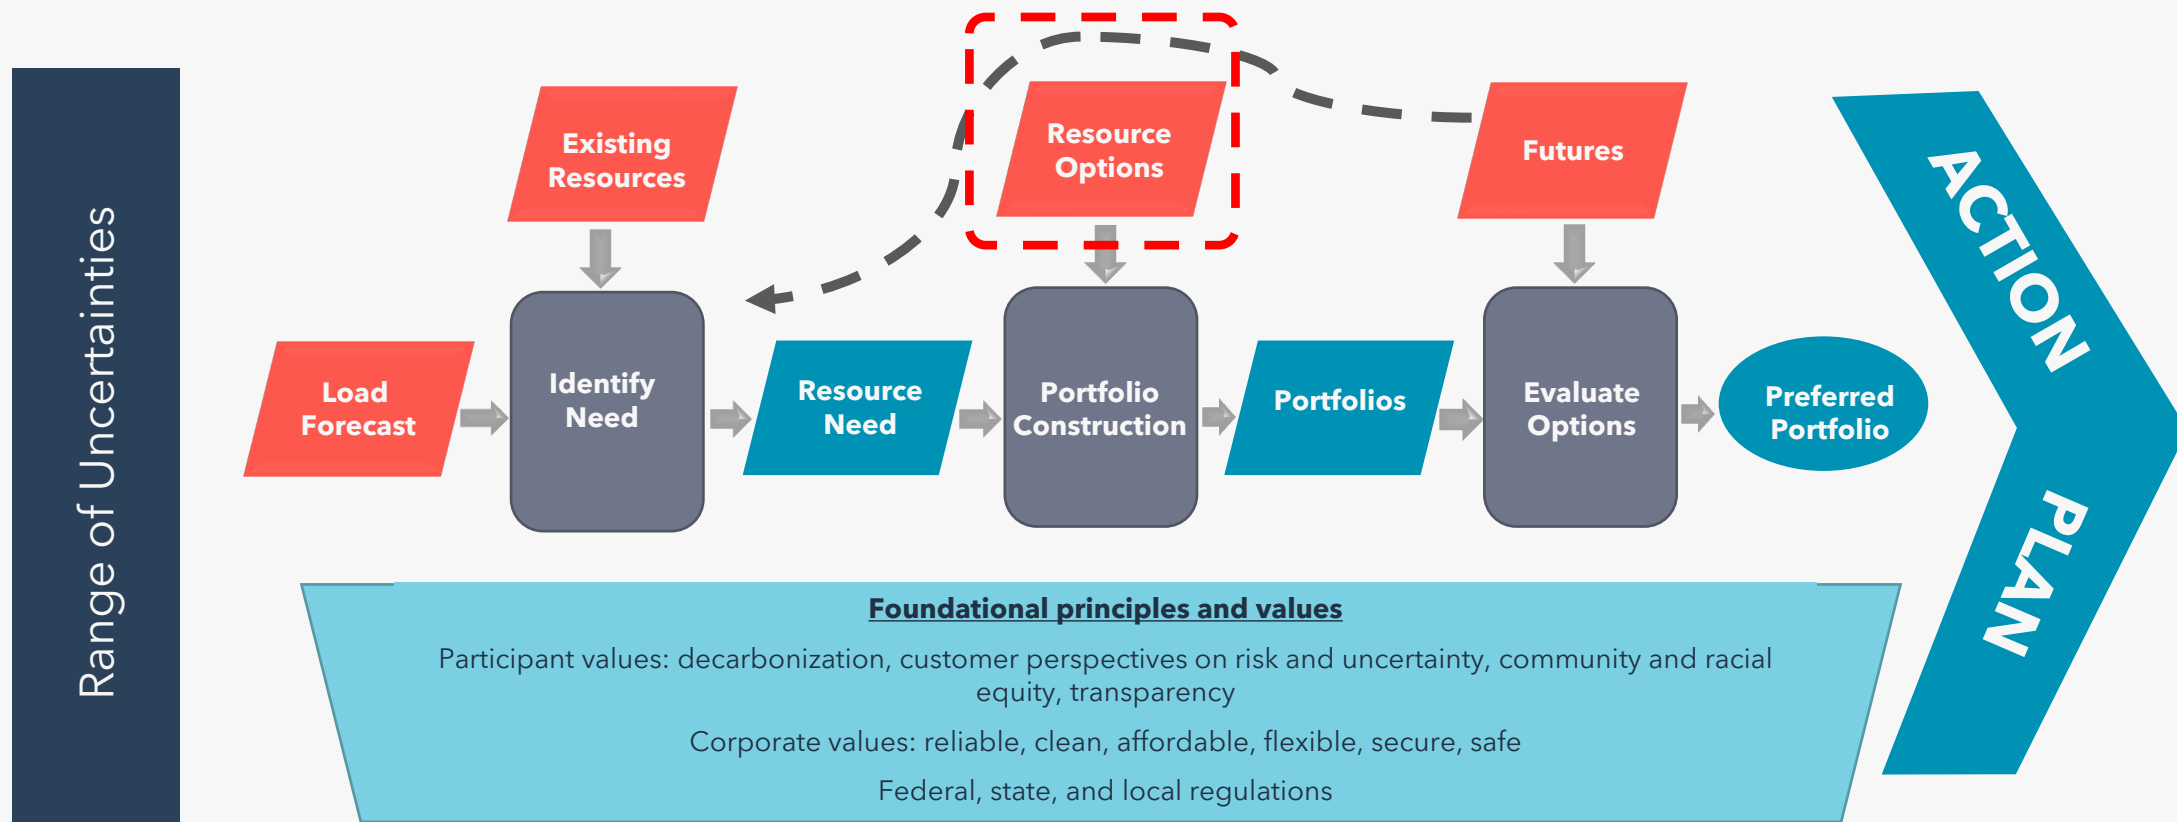 Range of Uncertainties
Existing
Resources
Resource
Options
Futures
Load
Forecast
Identify
Need
Resource
Need
Portfolio
Construction
Portfolios
Evaluate
Options
Preferred
Portfolio
ACTION
PLAN
Foundational principles and values
Participant values: decarbonization, customer perspectives on risk and uncertainty, community and racial
equity, transparency
Corporate values: reliable, clean, affordable, flexible, secure, safe
Federal, state, and local regulations